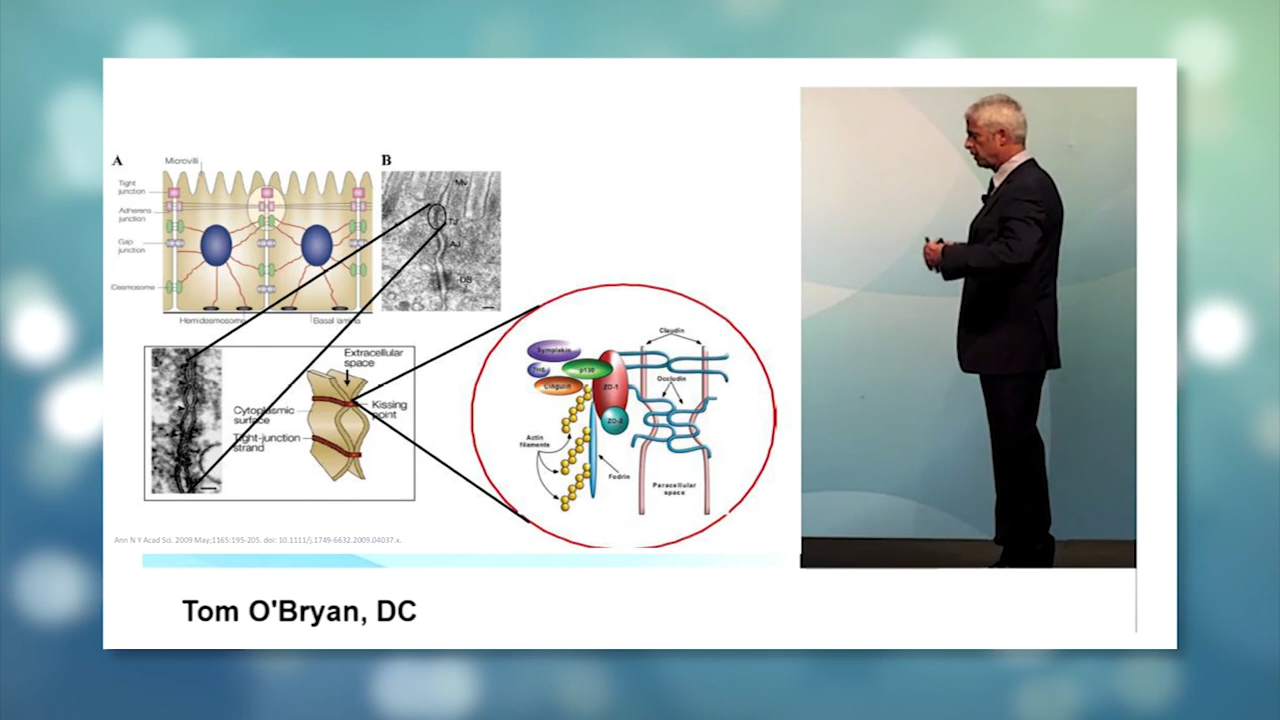 A
B
Microvilli
Tight
junction
Adherens
junction
Gap
junction
Desmosome
Hemidesmosome
Basal lamina
Mv
TJ
AJ
DS
Extracellular
space
Cytoplasmic
surface
Kissing
point
Tight-junction
strand
Claudin
Symplekin
7H6
p130
Cingulin
ZO-1
ZO-2
Occludin
Actin
filaments
Fodrin
Paracellular
space
Ann N Y Acad Sci. 2009 May;1165:195-205. doi: 10.1111/j.1749-6632.2009.04037.x.
Tom O'Bryan, DC